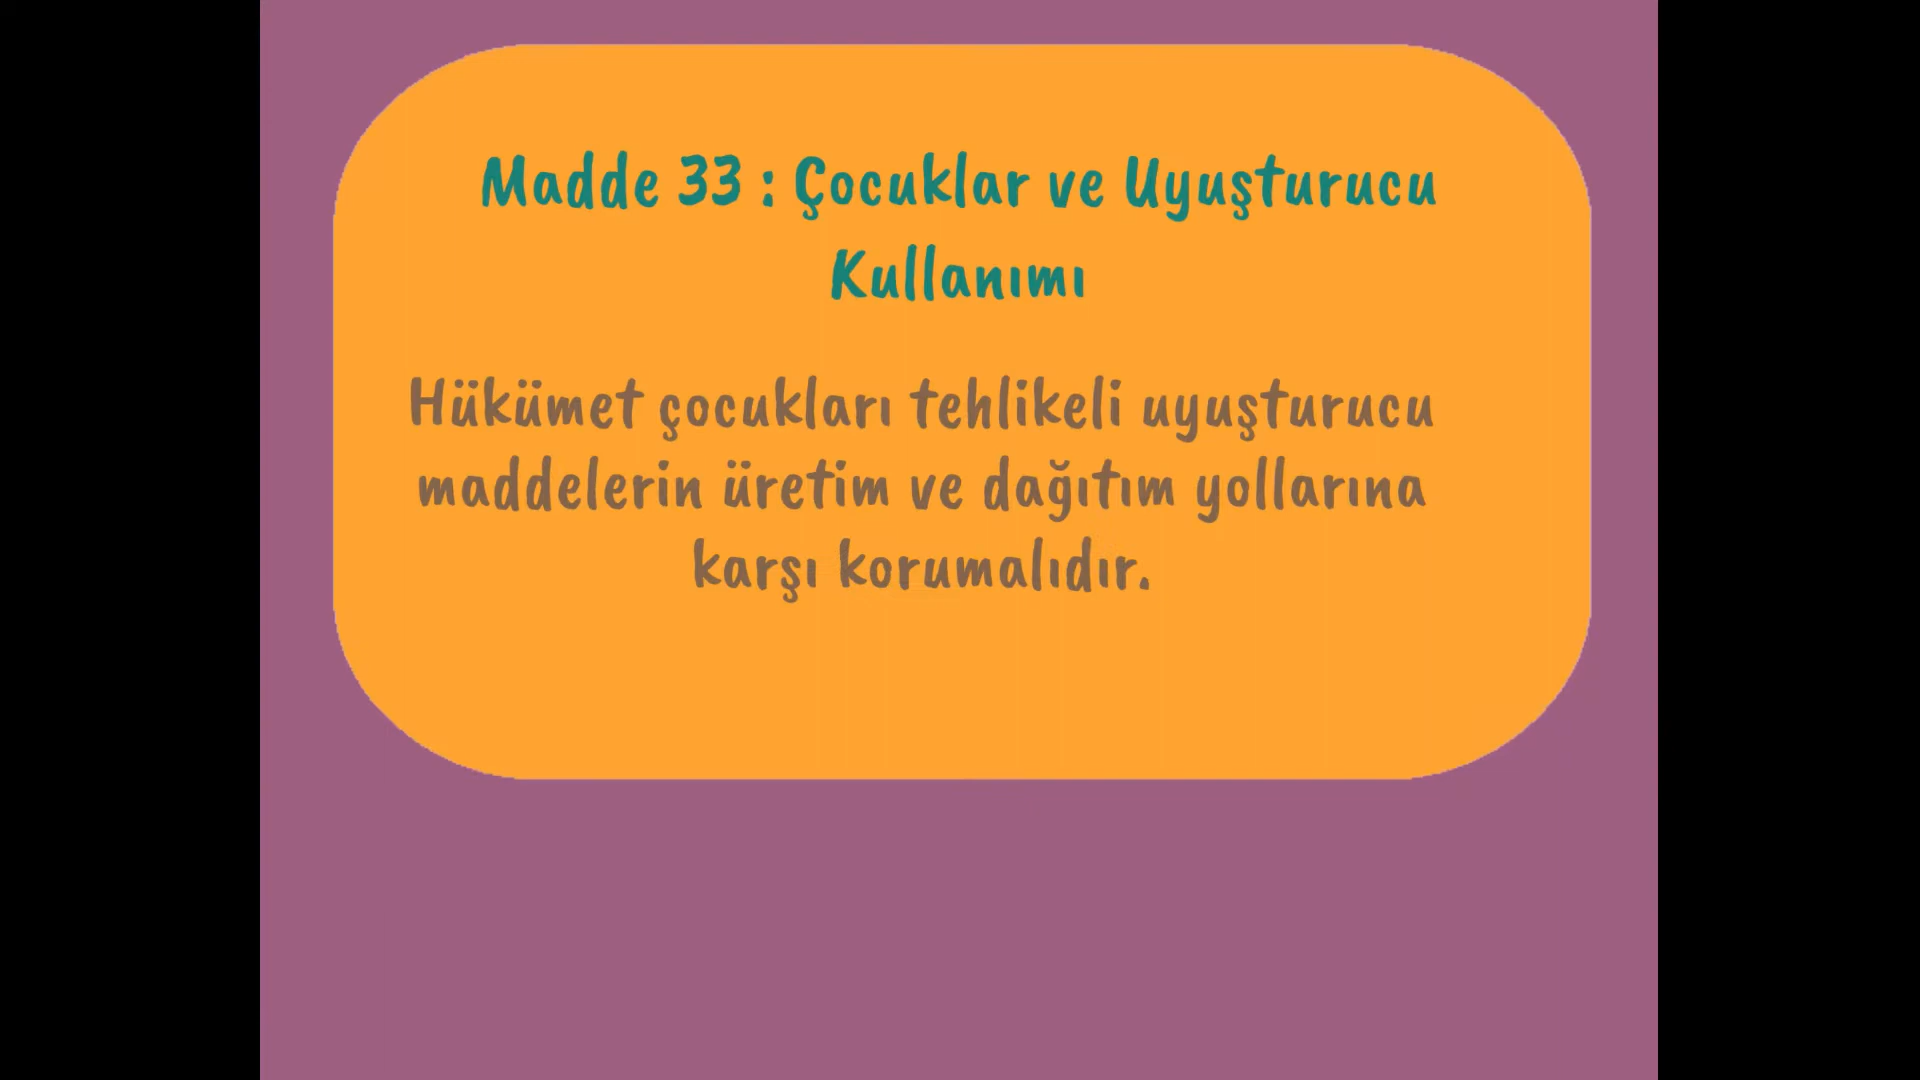 Madde 33 : Çocuklar ve Uyuşturucu
Kullanımı
Hükümet çocukları tehlikeli uyuşturucu
maddelerin üretim ve dağıtım yollarına
karşı korumalıdır.